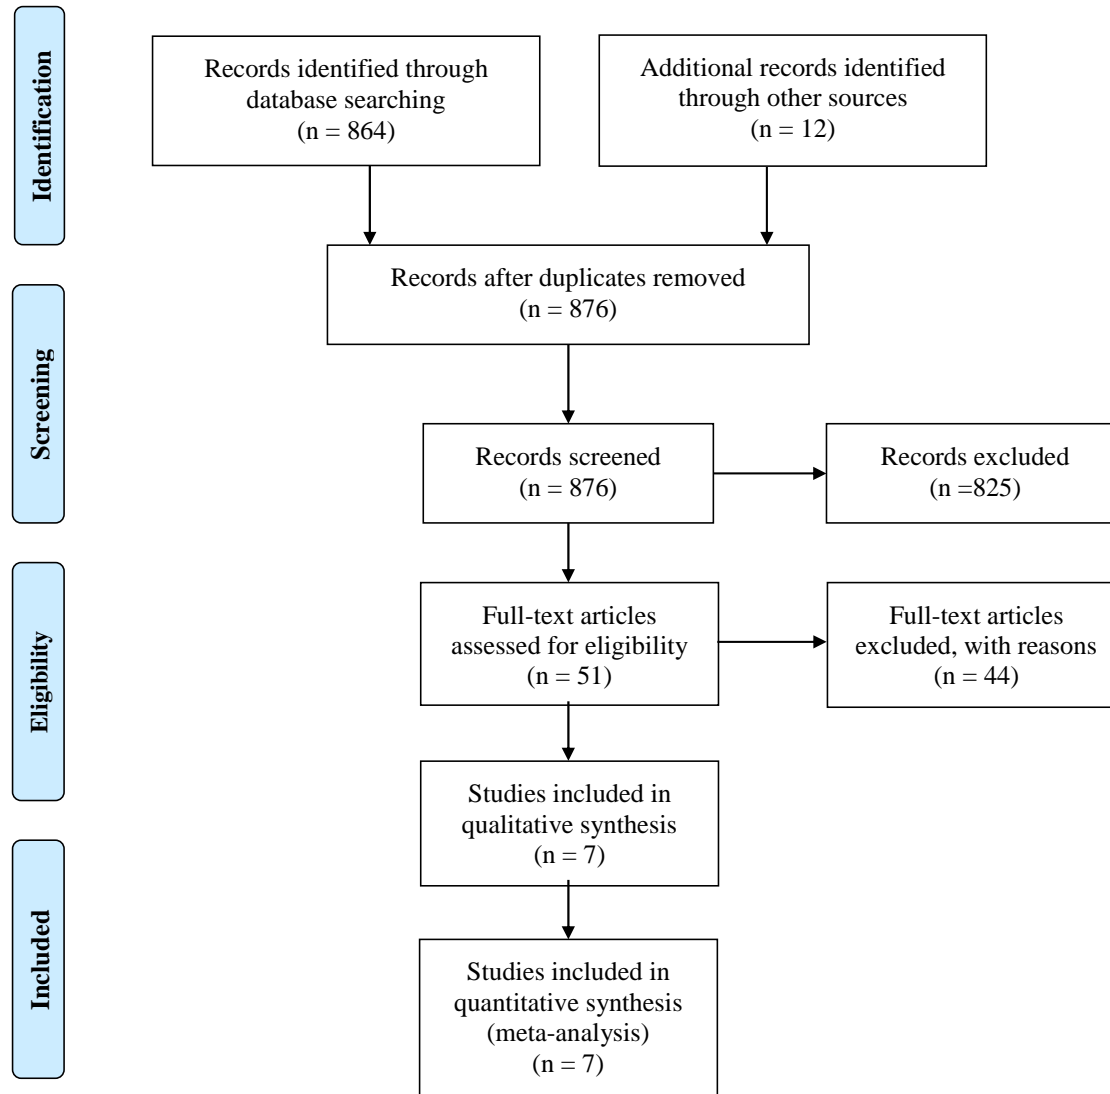 Identification
Records identified through
database searching
(n = 864)
Additional records identified
through other sources
(n = 12)
Records after duplicates removed
(n = 876)
Screening
Records screened
(n = 876)
Records excluded
(n =825)
Eligibility
Full-text articles
assessed for eligibility
(n = 51)
Full-text articles
excluded, with reasons
(n = 44)
Studies included in
qualitative synthesis
(n = 7)
Included
Studies included in
quantitative synthesis
(meta-analysis)
(n = 7)